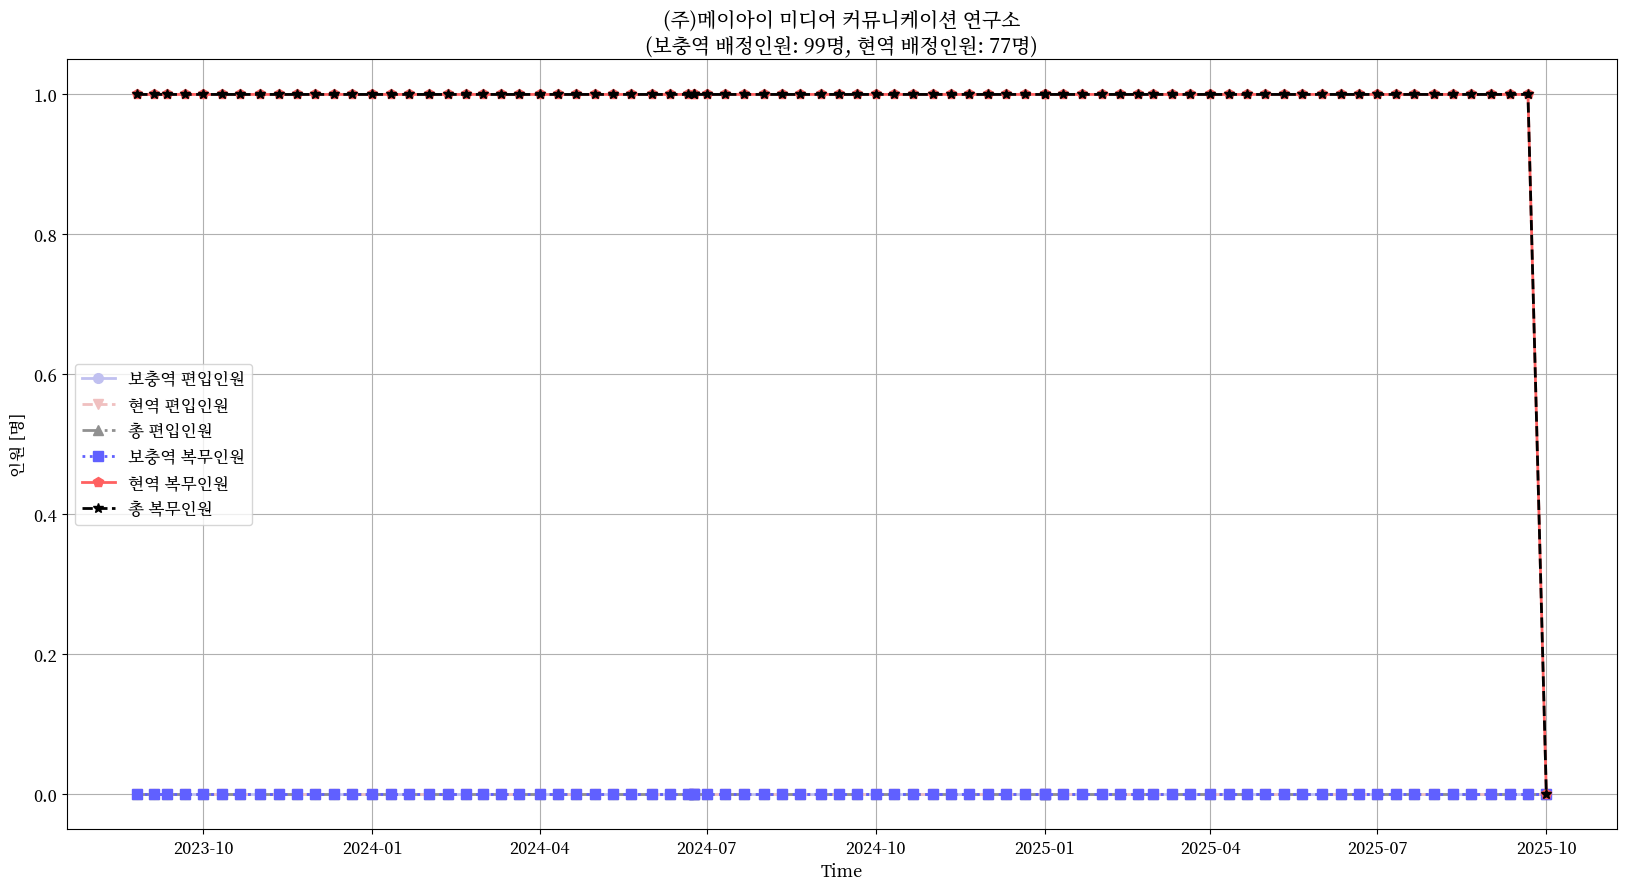 (주)메이아이 미디어 커뮤니케이션 연구소
(보충역 배정인원: 99명, 현역 배정인원: 77명)
1.0
0.8
0.6
0.4
0.2
0.0
인원 [명]
보충역 편입인원
현역 편입인원
총 편입인원
보충역 복무인원
현역 복무인원
총 복무인원
2023-10
2024-01
2024-04
2024-07
2024-10
2025-01
2025-04
2025-07
2025-10
Time